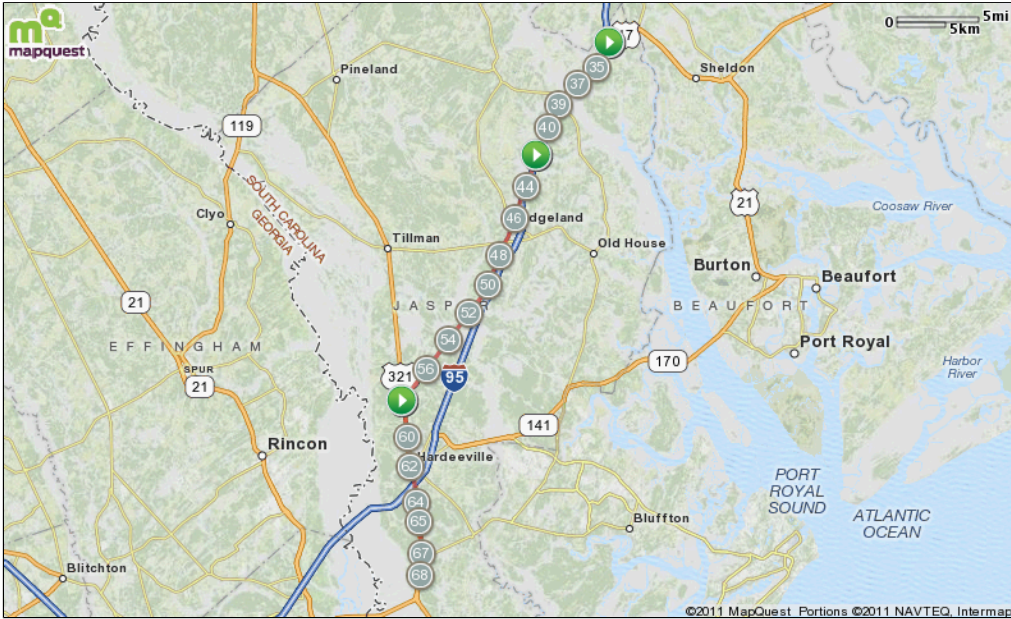 mq
mapquest
0 5mi
5km
17
Sheldon
Pineland
35
37
39
40
119
SOUTH CAROLINA
GEORGIA
44
21
Coosaw River
Clyo
46
dgeland
Tillman
Old House
48
Burton
Beaufort
50
21
JASPER
BEAUFORT
52
EFFINGHAM
54
Port Royal
SPUR
21
56
321
95
170
Harbor
River
141
60
Rincon
Hardeeville
62
PORT
ROYAL
SOUND
64
65
Bluffton
ATLANTIC
OCEAN
67
Blitchton
68
©2011 MapQuest Portions ©2011 NAVTEQ, Intermap